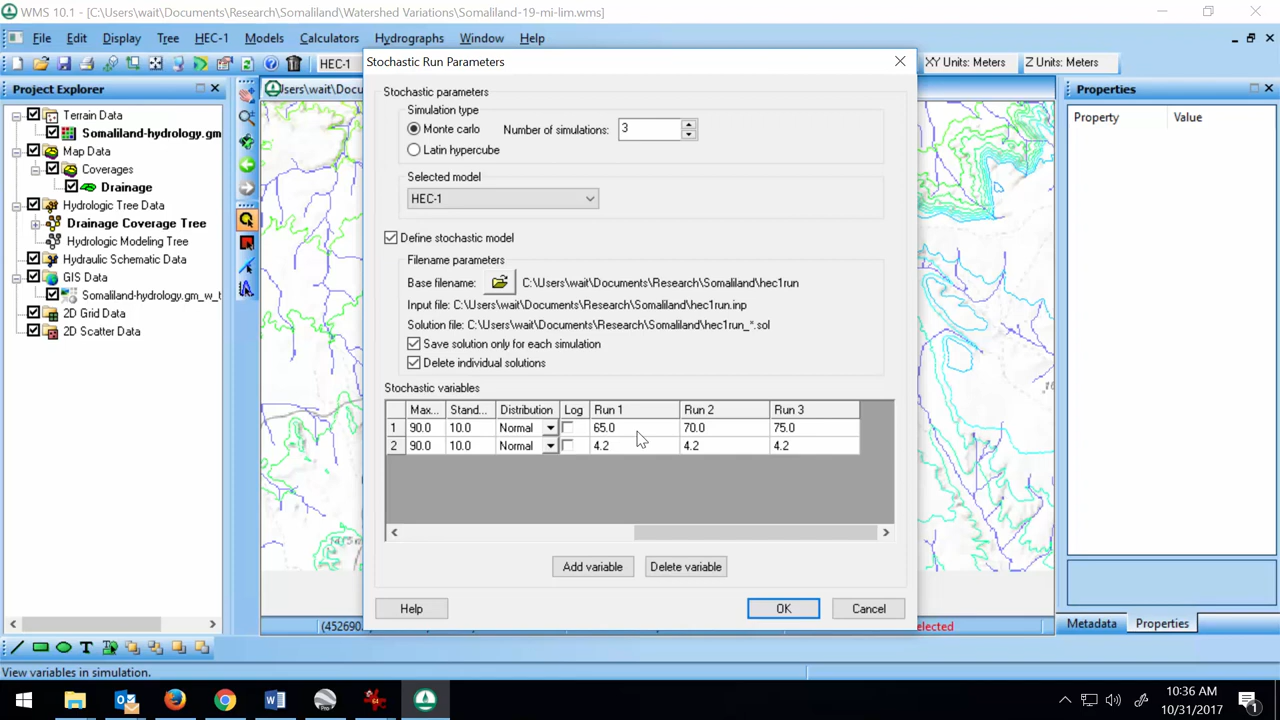 WMS 10.1 - [C:\Users\wait\Documents\Research\Somaliland\Watershed Variations\Somaliland-19-mi-lim.wms]
File Edit Display Tree HEC-1 Models Calculators Hydrographs Window Help
HEC-1
XY Units: Meters
Z Units: Meters
Project Explorer
Terrain Data
Somaliland-hydrology.gm
Map Data
Coverages
Drainage
Hydrologic Tree Data
Drainage Coverage Tree
Hydrologic Modeling Tree
Hydraulic Schematic Data
GIS Data
Somaliland-hydrology.gm_w_t
2D Grid Data
2D Scatter Data
Stochastic Run Parameters
Stochastic parameters
Simulation type
Monte carlo
Number of simulations: 3
Latin hypercube
Selected model
HEC-1
Define stochastic model
Filename parameters
Base filename: C:\Users\wait\Documents\Research\Somaliland\hec1run
Input file: C:\Users\wait\Documents\Research\Somaliland\hec1run.inp
Solution file: C:\Users\wait\Documents\Research\Somaliland\hec1run_*.sol
Save solution only for each simulation
Delete individual solutions
Stochastic variables
Max... Stand... Distribution Log Run 1 Run 2 Run 3
1 90.0 10.0 Normal 65.0 70.0 75.0
2 90.0 10.0 Normal 4.2 4.2 4.2
Add variable
Delete variable
Help
OK
Cancel
Properties
Property Value
Metadata Properties
View variables in simulation.
10:36 AM
10/31/2017
1